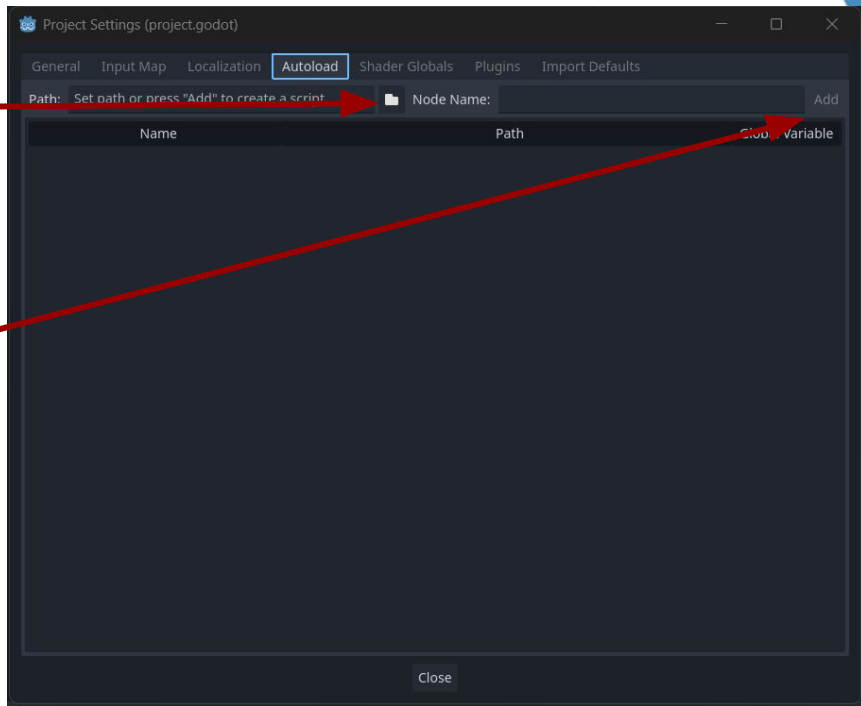 Project Settings (project.godot)
General Input Map Localization Autoload Shader Globals Plugins Import Defaults
Path: Set path or press "Add" to create a script. Node Name: Add
Name Path Global Variable
Close